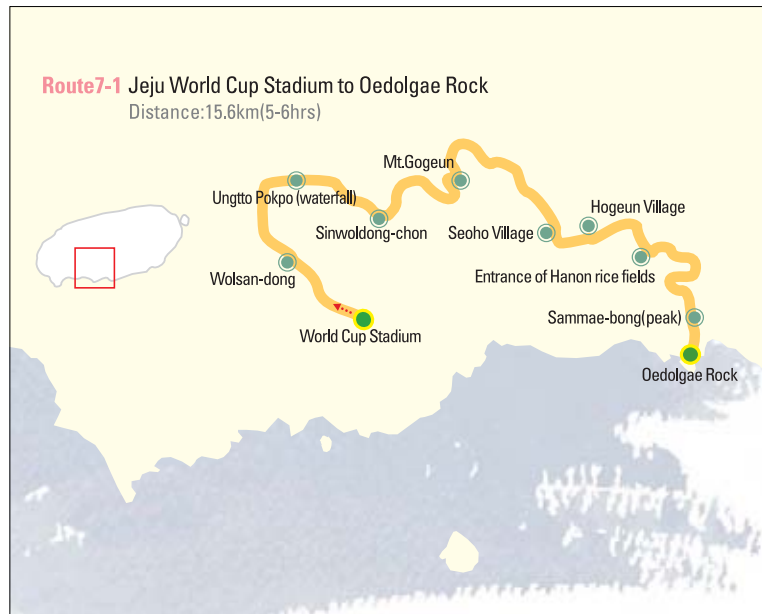 Route7-1 Jeju World Cup Stadium to Oedolgae Rock
Distance:15.6km(5-6hrs)
Mt.Gogeun
Ungtto Pokpo (waterfall)
Hogeun Village
Sinwoldong-chon
Seoho Village
Wolsan-dong
Entrance of Hanon rice fields
Sammae-bong(peak)
World Cup Stadium
Oedolgae Rock